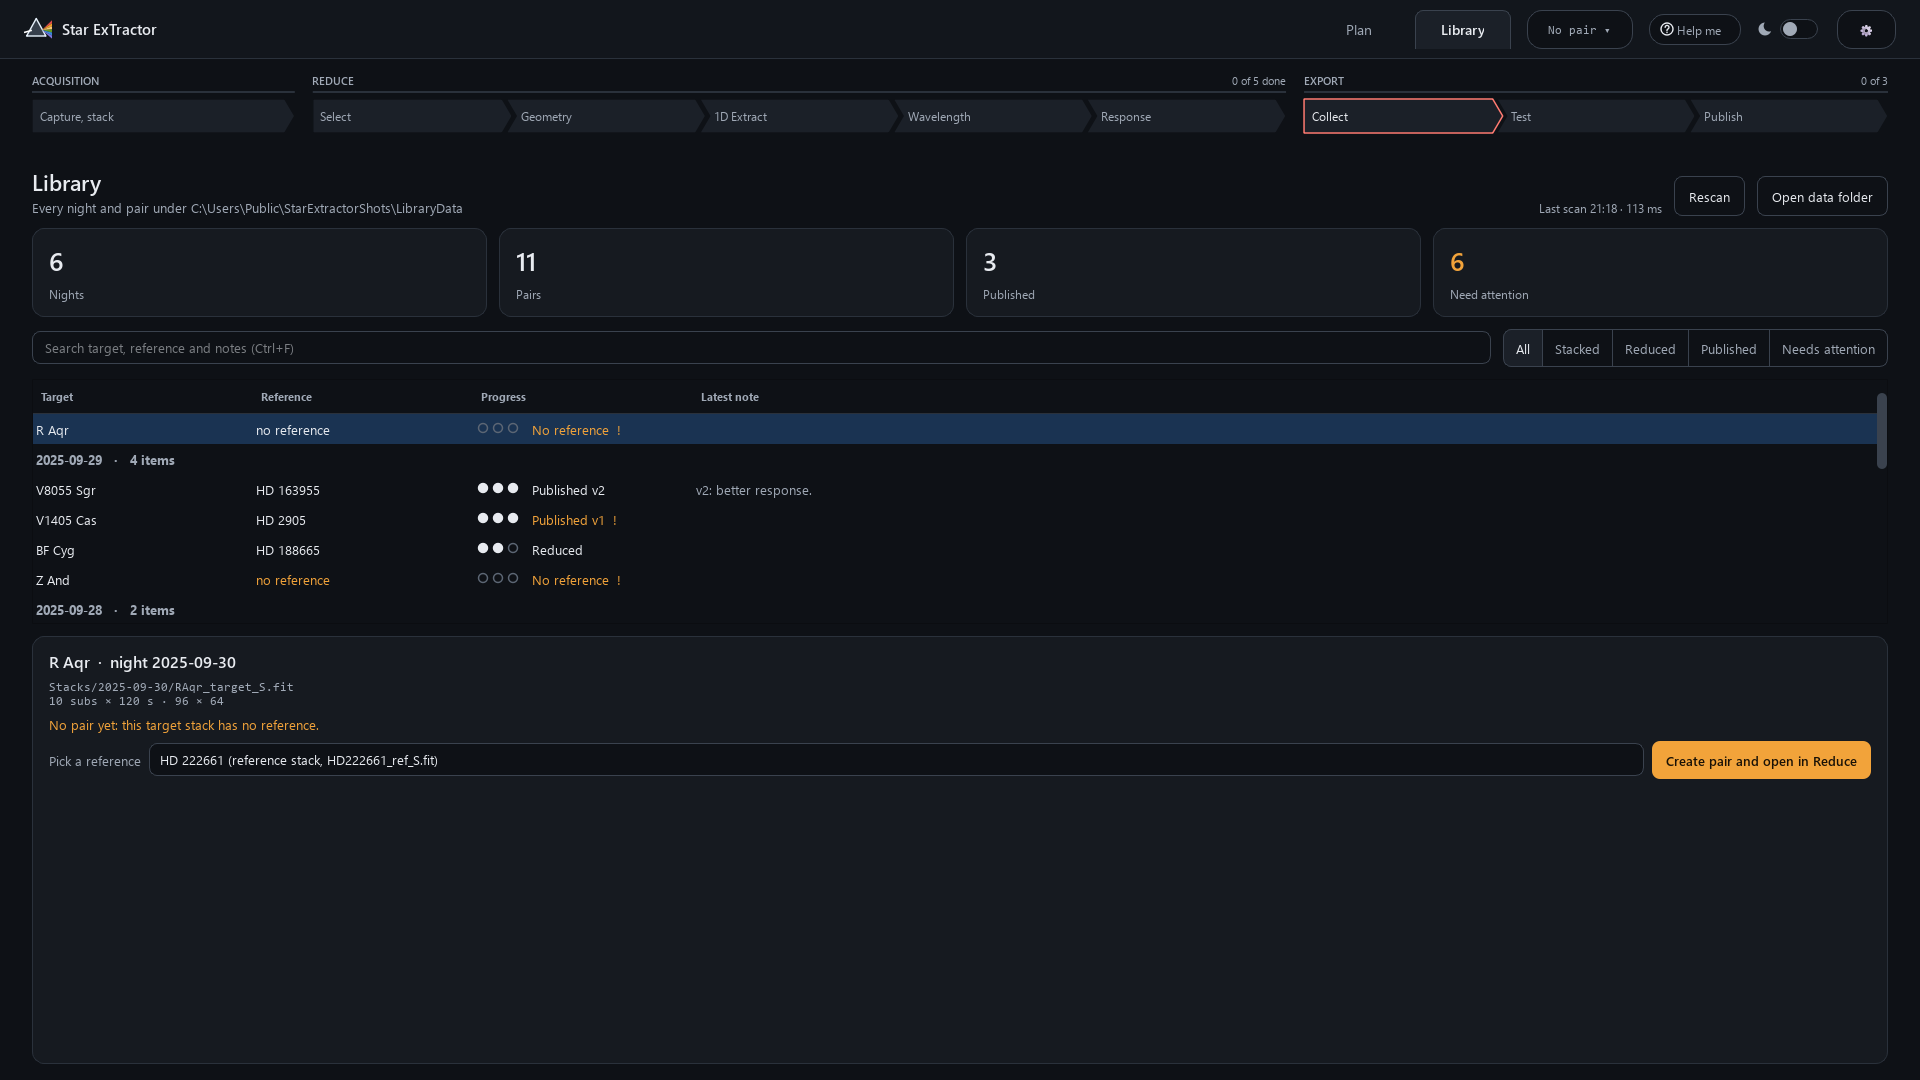 Star ExTractor
Plan
Library
No pair ▾
Help me
ACQUISITION
REDUCE
0 of 5 done
EXPORT
0 of 3
Capture, stack
Select
Geometry
1D Extract
Wavelength
Response
Collect
Test
Publish
Library
Every night and pair under C:\Users\Public\StarExtractorShots\LibraryData
Last scan 21:18 · 113 ms
Rescan
Open data folder
6
Nights
11
Pairs
3
Published
6
Need attention
Search target, reference and notes (Ctrl+F)
All
Stacked
Reduced
Published
Needs attention
Target Reference Progress Latest note
R Aqr no reference No reference !
2025-09-29 · 4 items
V8055 Sgr HD 163955 Published v2 v2: better response.
V1405 Cas HD 2905 Published v1 !
BF Cyg HD 188665 Reduced
Z And no reference No reference !
2025-09-28 · 2 items
R Aqr · night 2025-09-30
Stacks/2025-09-30/RAqr_target_S.fit
10 subs × 120 s · 96 × 64
No pair yet: this target stack has no reference.
Pick a reference
HD 222661 (reference stack, HD222661_ref_S.fit)
Create pair and open in Reduce